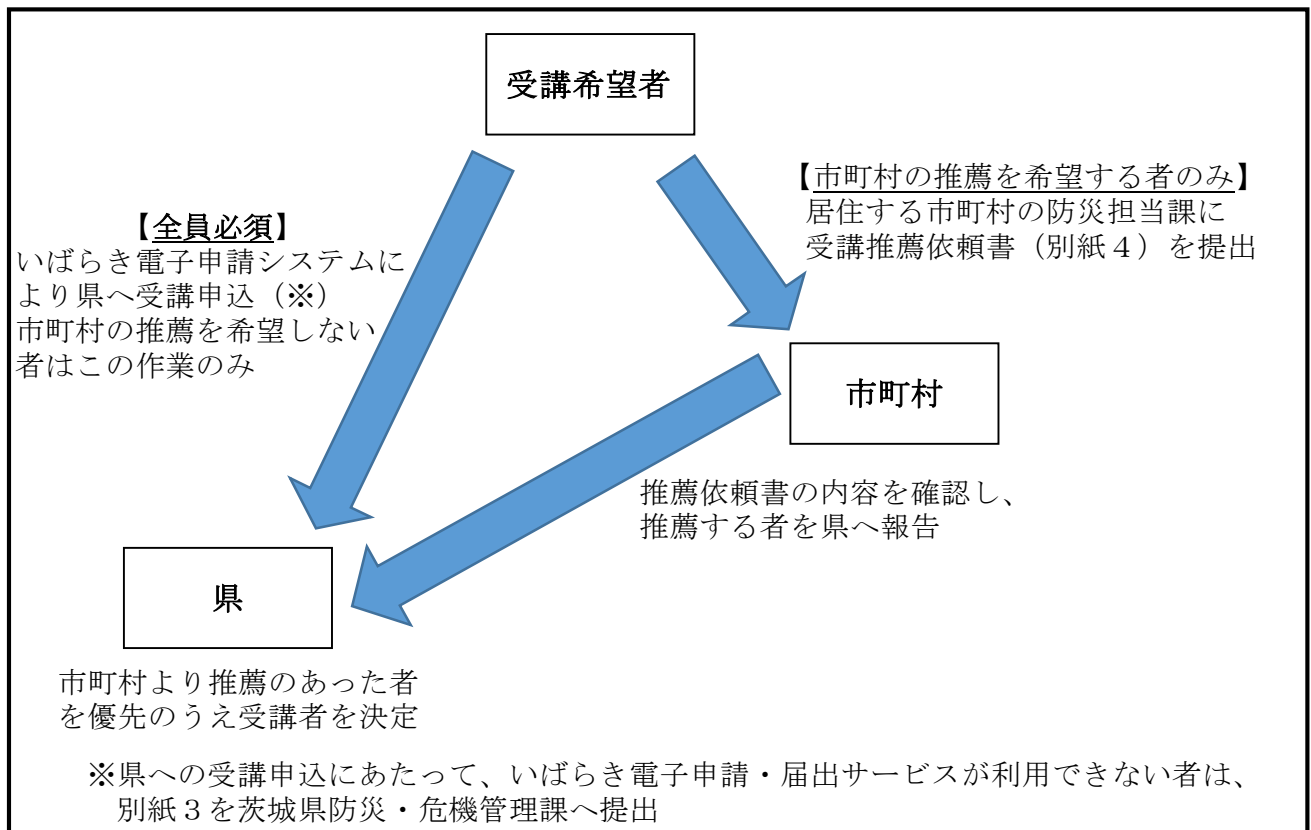 受講希望者
【市町村の推薦を希望する者のみ】
居住する市町村の防災担当課に
受講推薦依頼書（別紙４）を提出
【全員必須】
いばらき電子申請システムに
より県へ受講申込（※）
市町村の推薦を希望しない
者はこの作業のみ
市町村
推薦依頼書の内容を確認し、
推薦する者を県へ報告
県
市町村より推薦のあった者
を優先のうえ受講者を決定
※県への受講申込にあたって、いばらき電子申請・届出サービスが利用できない者は、
別紙３を茨城県防災・危機管理課へ提出